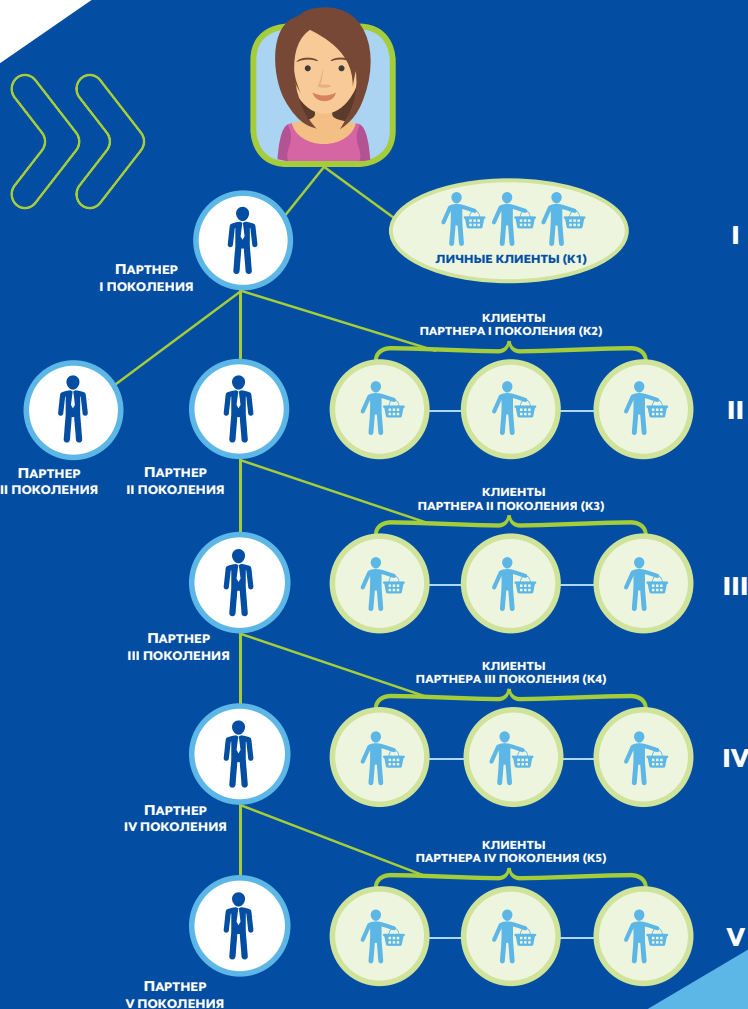 ЛИЧНЫЕ КЛИЕНТЫ (К1)
I
ПАРТНЕР
I ПОКОЛЕНИЯ
КЛИЕНТЫ
ПАРТНЕРА I ПОКОЛЕНИЯ (К2)
II
ПАРТНЕР
II ПОКОЛЕНИЯ
ПАРТНЕР
II ПОКОЛЕНИЯ
КЛИЕНТЫ
ПАРТНЕРА II ПОКОЛЕНИЯ (К3)
III
ПАРТНЕР
III ПОКОЛЕНИЯ
КЛИЕНТЫ
ПАРТНЕРА III ПОКОЛЕНИЯ (К4)
IV
ПАРТНЕР
IV ПОКОЛЕНИЯ
КЛИЕНТЫ
ПАРТНЕРА IV ПОКОЛЕНИЯ (К5)
V
ПАРТНЕР
V ПОКОЛЕНИЯ